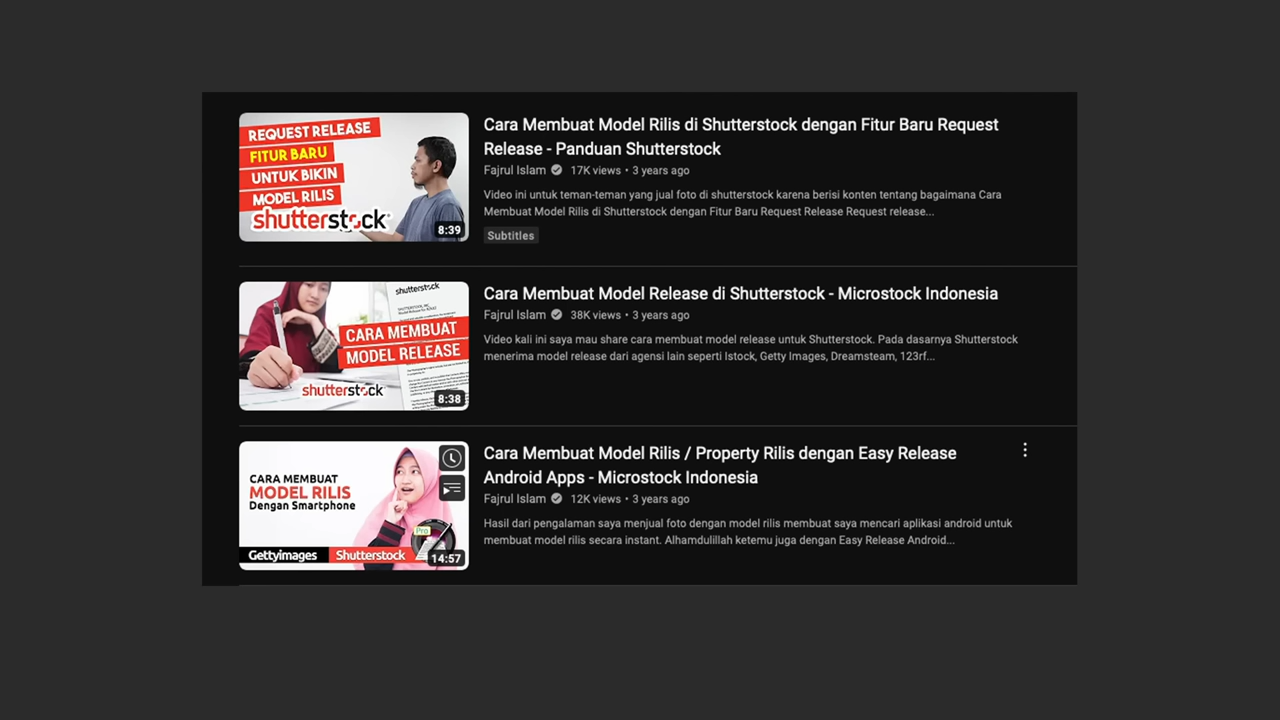 REQUEST RELEASE
FITUR BARU
UNTUK BIKIN
MODEL RILIS
shutterstock
8:39
Cara Membuat Model Rilis di Shutterstock dengan Fitur Baru Request
Release - Panduan Shutterstock
Fajrul Islam 17K views • 3 years ago
Video ini untuk teman-teman yang jual foto di shutterstock karena berisi konten tentang bagaimana Cara
Membuat Model Rilis di Shutterstock dengan Fitur Baru Request Release Request release...
Subtitles
shutterstock
CARA MEMBUAT
MODEL RELEASE
shutterstock
8:38
Cara Membuat Model Release di Shutterstock - Microstock Indonesia
Fajrul Islam 38K views • 3 years ago
Video kali ini saya mau share cara membuat model release untuk Shutterstock. Pada dasarnya Shutterstock
menerima model release dari agensi lain seperti Istock, Getty Images, Dreamsteam, 123rf...
CARA MEMBUAT
MODEL RILIS
Dengan Smartphone
Pro
Gettyimages Shutterstock
14:57
Cara Membuat Model Rilis / Property Rilis dengan Easy Release
Android Apps - Microstock Indonesia
Fajrul Islam 12K views • 3 years ago
Hasil dari pengalaman saya menjual foto dengan model rilis membuat saya mencari aplikasi android untuk
membuat model rilis secara instant. Alhamdulillah ketemu juga dengan Easy Release Android...